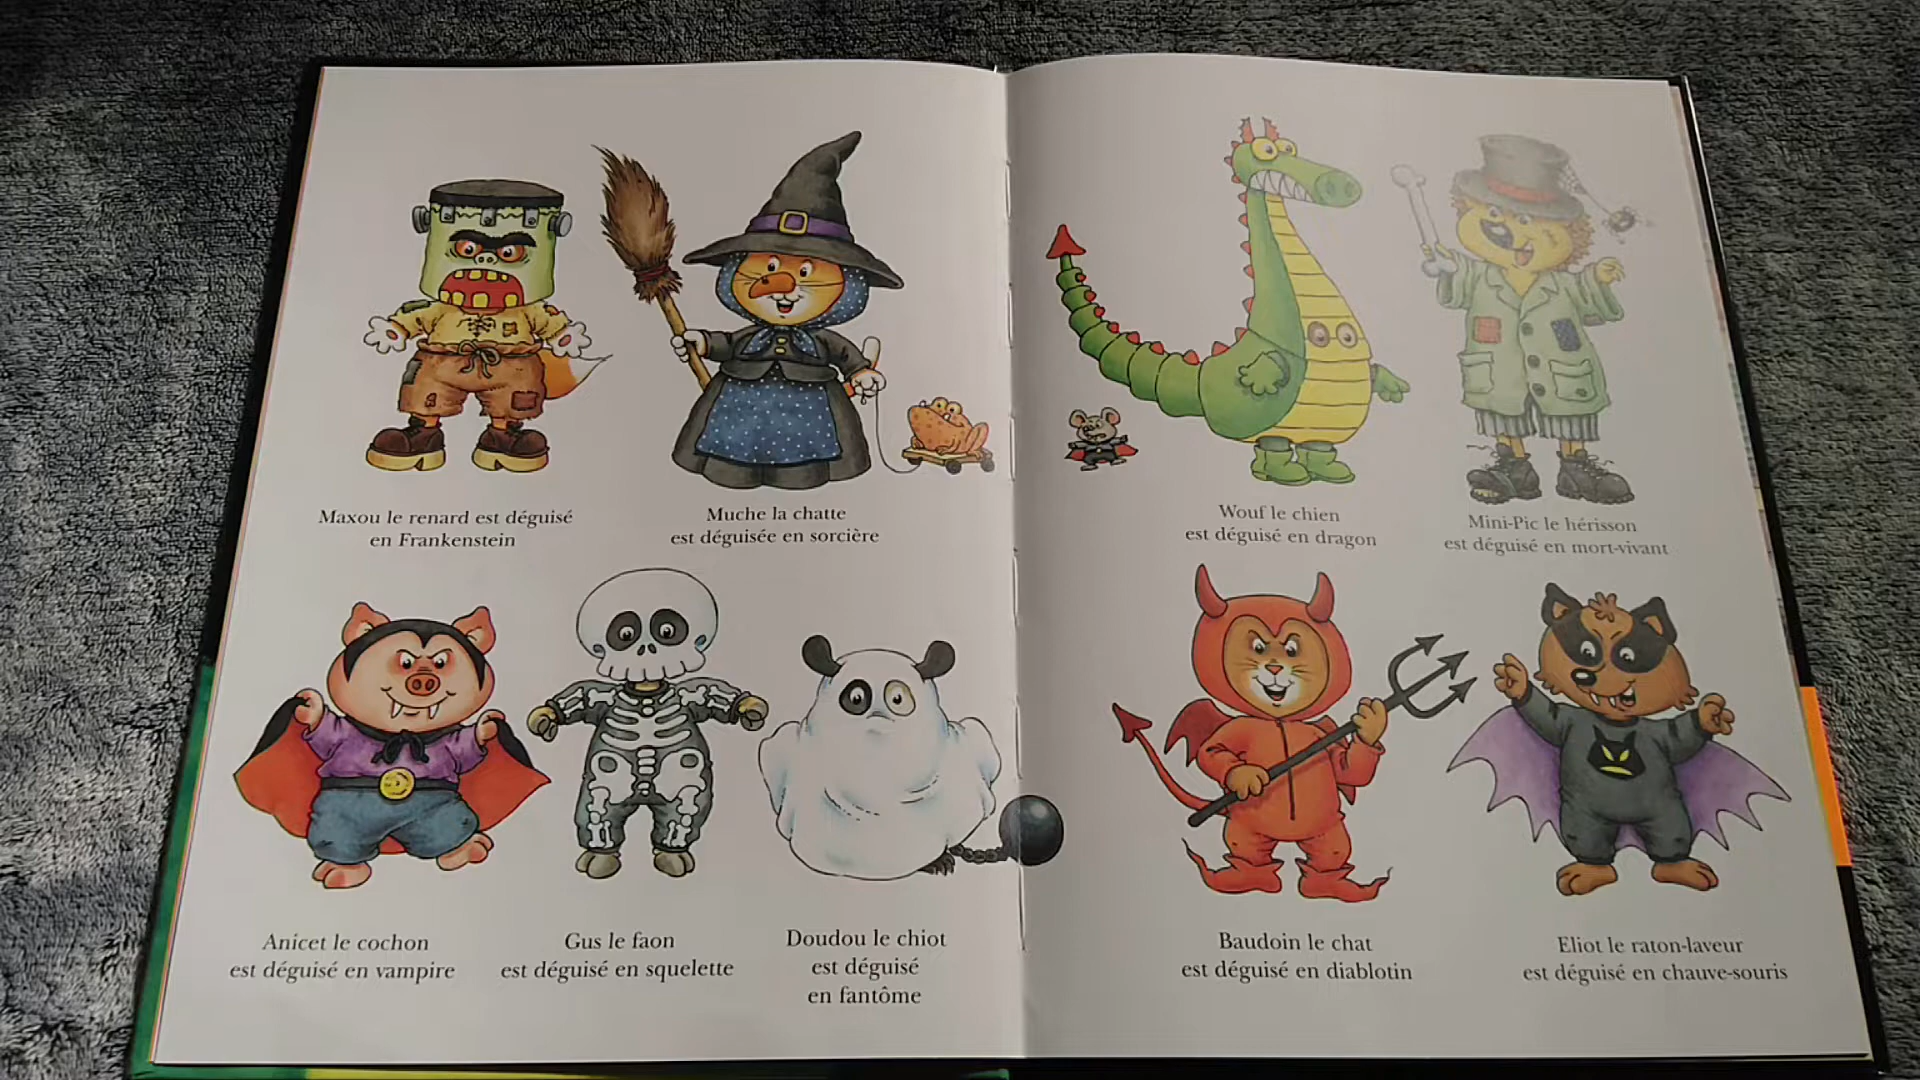 Maxou le renard est déguisé
en Frankenstein
Muche la chatte
est déguisée en sorcière
Anicet le cochon
est déguisé en vampire
Gus le faon
est déguisé en squelette
Doudou le chiot
est déguisé
en fantôme
Wouf le chien
est déguisé en dragon
Mini-Pic le hérisson
est déguisé en mort-vivant
Baudoin le chat
est déguisé en diablotin
Eliot le raton-laveur
est déguisé en chauve-souris